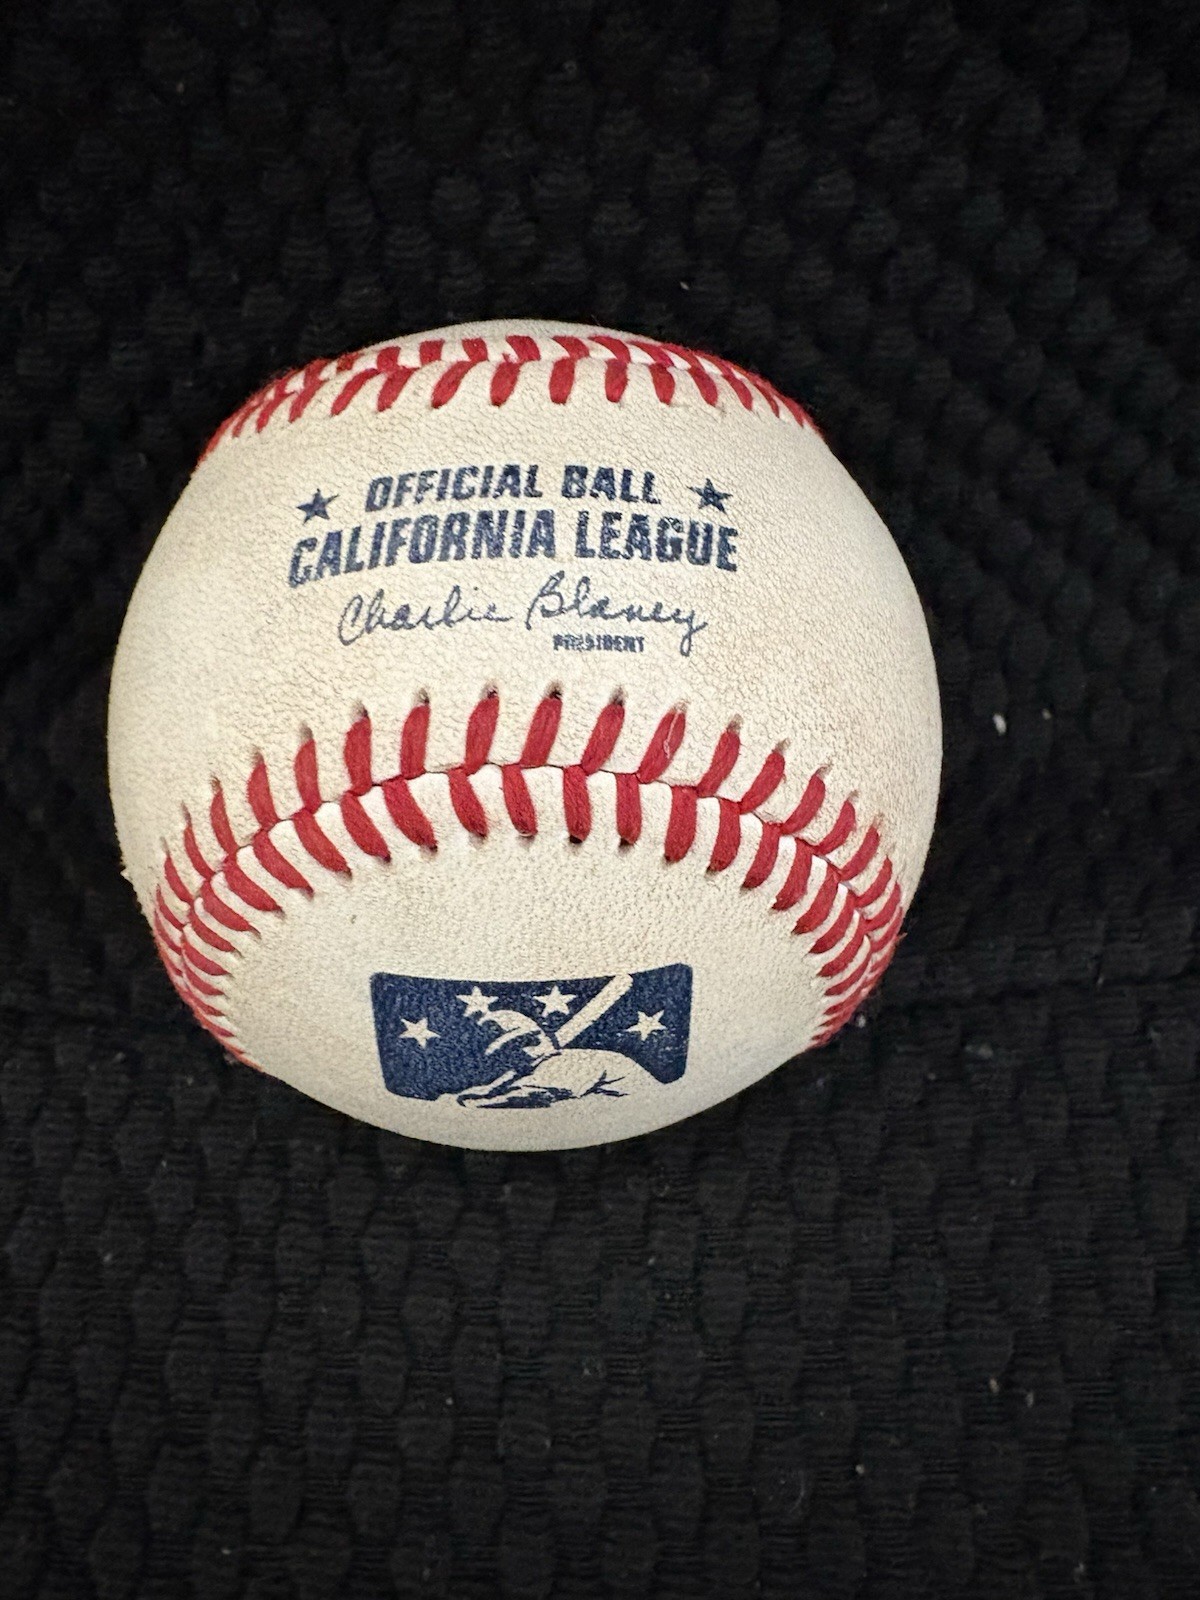 OFFICIAL BALL
CALIFORNIA LEAGUE
Charlie Blaney
PRESIDENT